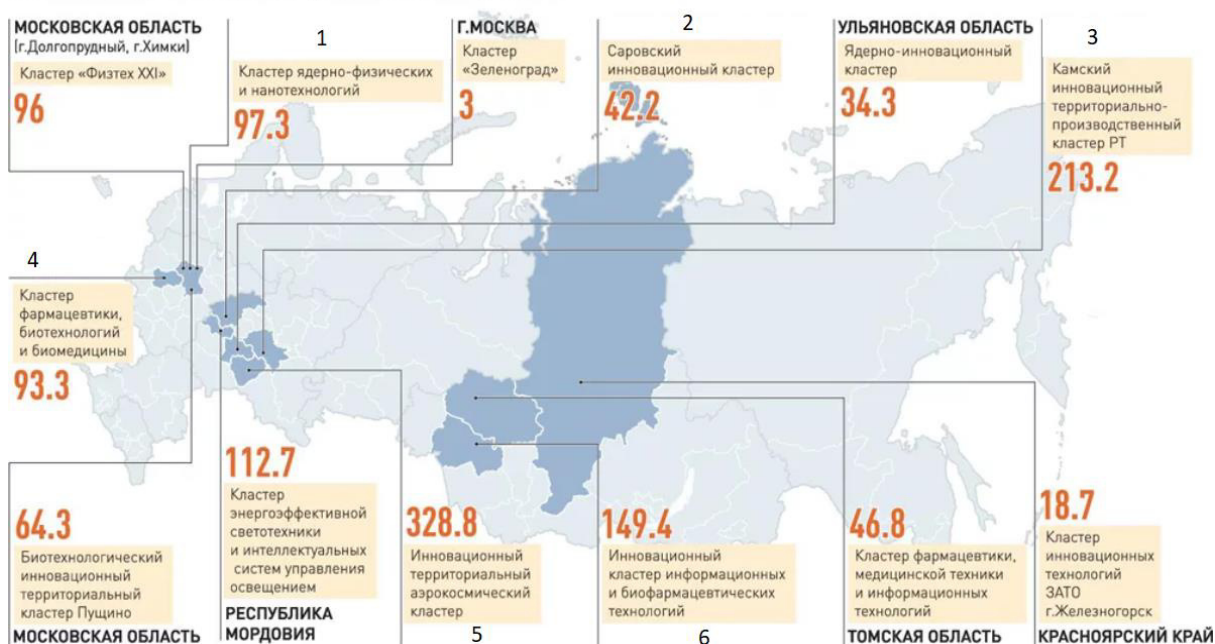 МОСКОВСКАЯ ОБЛАСТЬ
(г.Долгопрудный, г.Химки)
Кластер «Физтех XXI»
96
1
Кластер ядерно-физических
и нанотехнологий
97.3
Г.МОСКВА
Кластер
«Зеленоград»
3
2
Саровский
инновационный кластер
42.2
УЛЬЯНОВСКАЯ ОБЛАСТЬ
Ядерно-инновационный
кластер
34.3
3
Камский
инновационный
территориально-
производственный
кластер РТ
213.2
4
Кластер
фармацевтики,
биотехнологий
и биомедицины
93.3
64.3
Биотехнологический
инновационный
территориальный
кластер Пущино
МОСКОВСКАЯ ОБЛАСТЬ
112.7
Кластер
энергоэффективной
светотехники
и интеллектуальных
систем управления
освещением
РЕСПУБЛИКА
МОРДОВИЯ
328.8
Инновационный
территориальный
аэрокосмический
кластер
5
149.4
Инновационный
кластер информационных
и биофармацевтических
технологий
6
46.8
Кластер фармацевтики,
медицинской техники
и информационных
технологий
ТОМСКАЯ ОБЛАСТЬ
18.7
Кластер
инновационных
технологий
ЗАТО
г.Железногорск
КРАСНОЯРСКИЙ КРАЙ